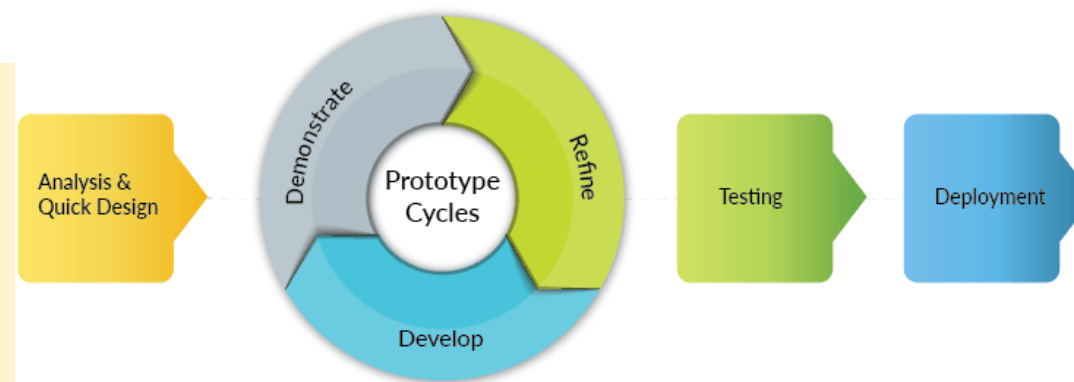 Analysis &
Quick Design
Demonstrate
Refine
Prototype
Cycles
Develop
Testing
Deployment